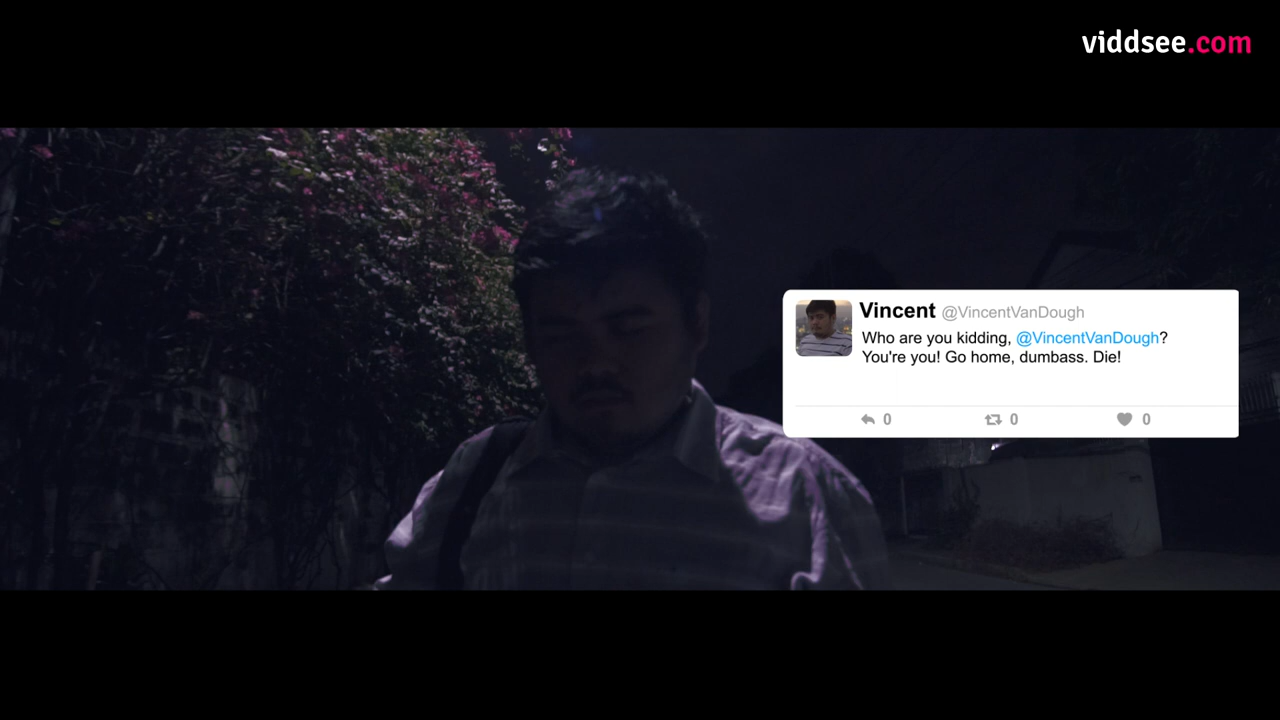 viddsee.com
Vincent @VincentVanDough
Who are you kidding, @VincentVanDough?
You're you! Go home, dumbass. Die!
0 0 0